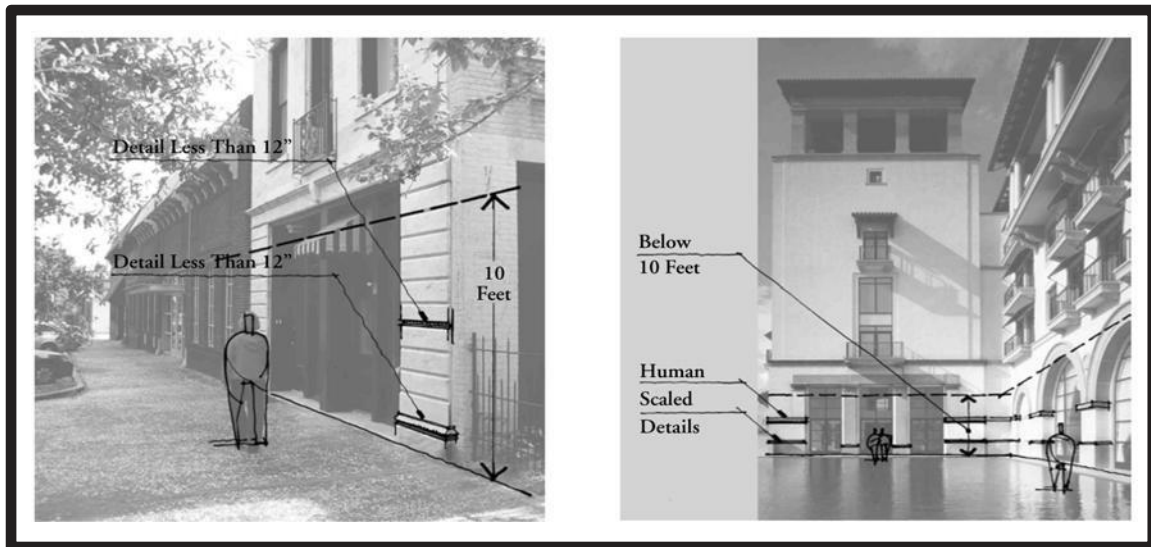 Detail Less Than 12”
Detail Less Than 12”
10
Feet
Below
10 Feet
Human
Scaled
Details